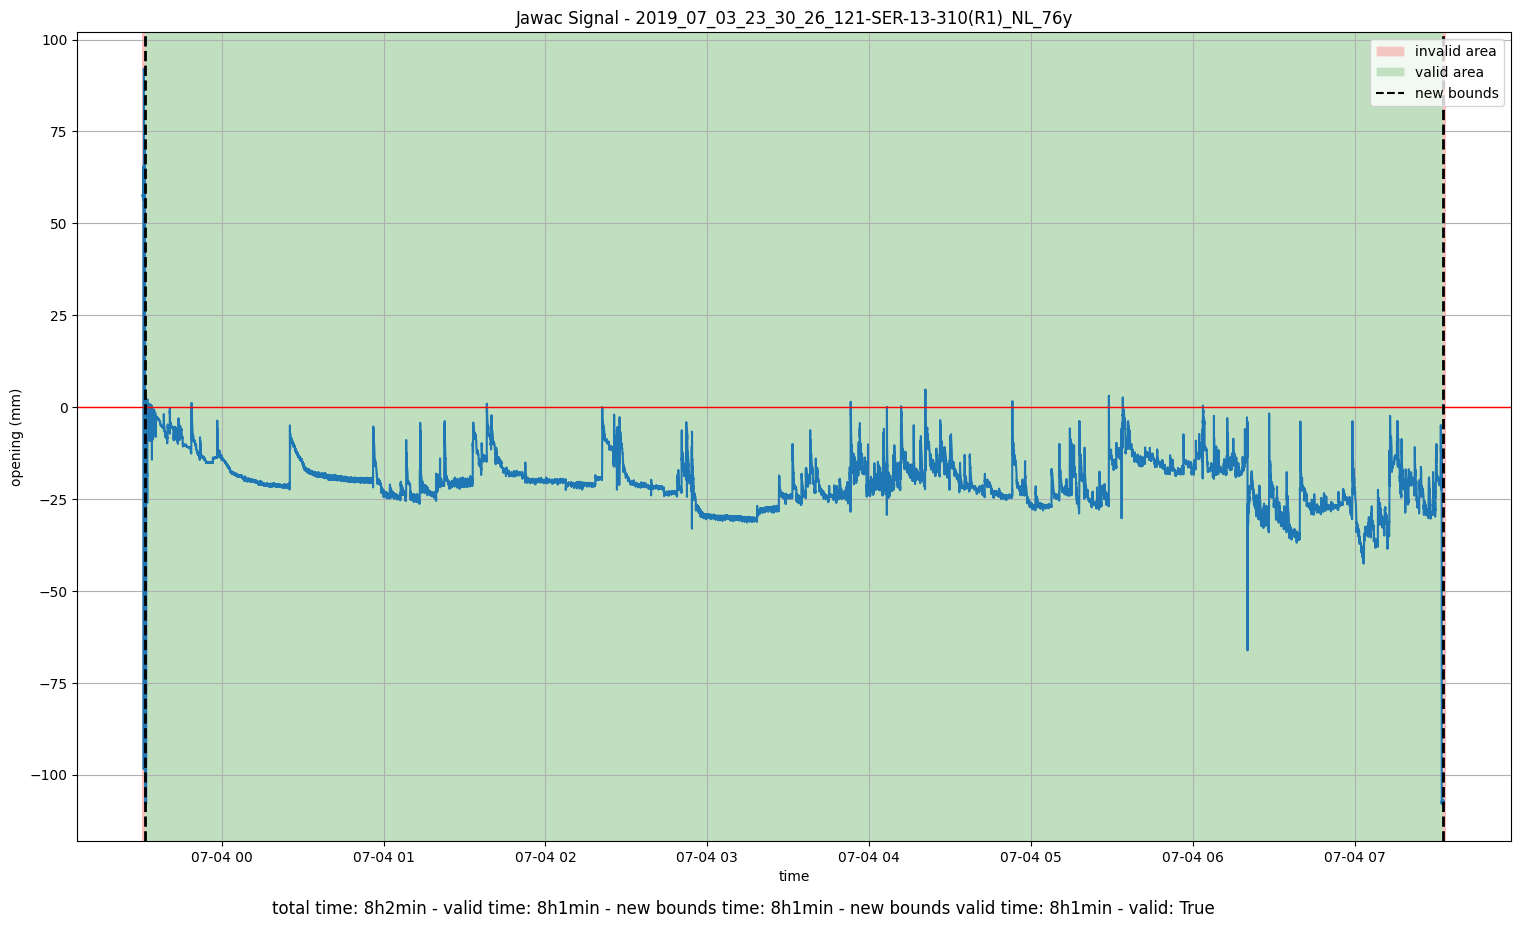 Jawac Signal - 2019_07_03_23_30_26_121-SER-13-310(R1)_NL_76y
invalid area
valid area
new bounds
100
75
50
25
0
−25
−50
−75
−100
opening (mm)
07-04 00
07-04 01
07-04 02
07-04 03
07-04 04
07-04 05
07-04 06
07-04 07
time
total time: 8h2min - valid time: 8h1min - new bounds time: 8h1min - new bounds valid time: 8h1min - valid: True